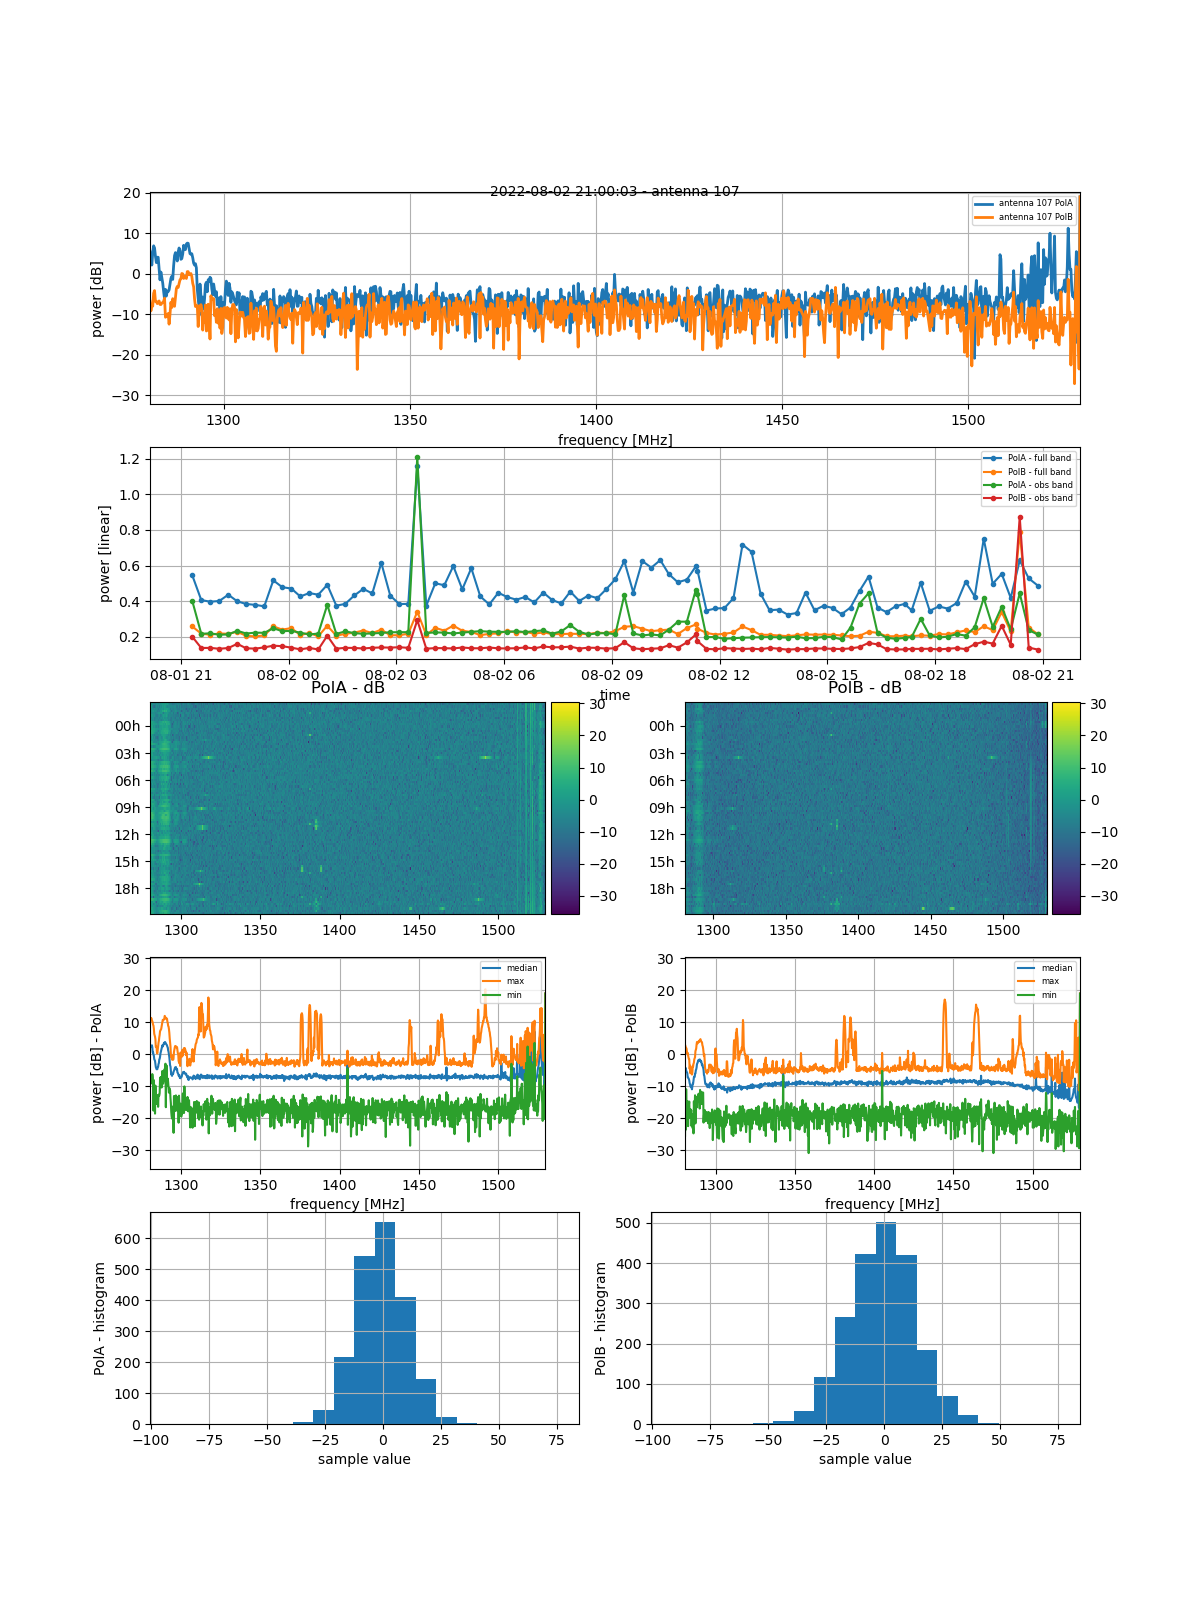 2022-08-02 21:00:03 - antenna 107
20
10
0
−10
−20
−30
power [dB]
antenna 107 PolA
antenna 107 PolB
1300 1350 1400 1450 1500
frequency [MHz]
1.2
1.0
0.8
0.6
0.4
0.2
power [linear]
PolA - full band
PolB - full band
PolA - obs band
PolB - obs band
08-01 21 08-02 00 08-02 03 08-02 06 08-02 09 08-02 12 08-02 15 08-02 18 08-02 21
time
PolA - dB
00h
03h
06h
09h
12h
15h
18h
1300 1350 1400 1450 1500
30
20
10
0
−10
−20
−30
PolB - dB
00h
03h
06h
09h
12h
15h
18h
1300 1350 1400 1450 1500
30
20
10
0
−10
−20
−30
30
20
10
0
−10
−20
−30
power [dB] - PolA
median
max
min
1300 1350 1400 1450 1500
frequency [MHz]
30
20
10
0
−10
−20
−30
power [dB] - PolB
median
max
min
1300 1350 1400 1450 1500
frequency [MHz]
600
500
400
300
200
100
0
PolA - histogram
−100 −75 −50 −25 0 25 50 75
sample value
500
400
300
200
100
0
PolB - histogram
−100 −75 −50 −25 0 25 50 75
sample value